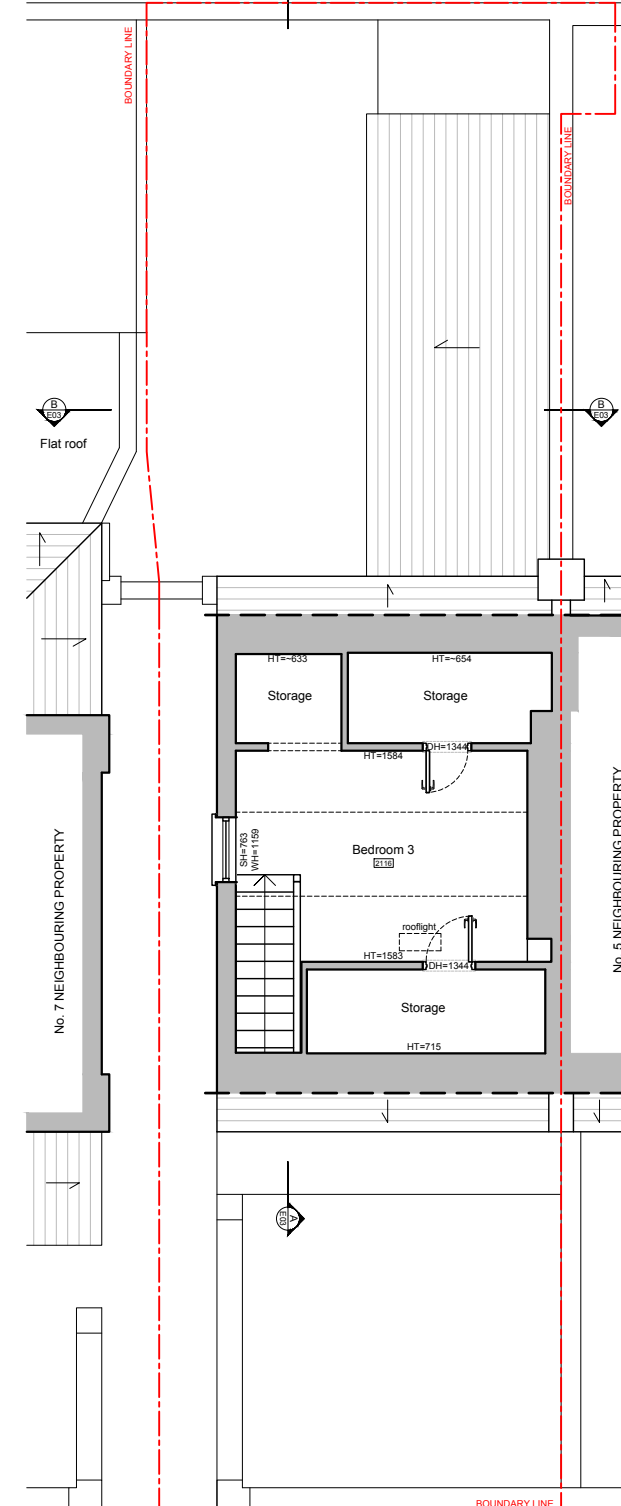 BOUNDARY LINE
BOUNDARY LINE
B
E03
B
E03
Flat roof
HT=~633
HT=~654
Storage
Storage
DH=1344
HT=1584
SH=763
WH=1159
Bedroom 3
2116
No. 7 NEIGHBOURING PROPERTY
No. 5 NEIGHBOURING PROPERTY
rooflight
HT=1583
DH=1344
Storage
HT=715
A
E03
BOUNDARY LINE